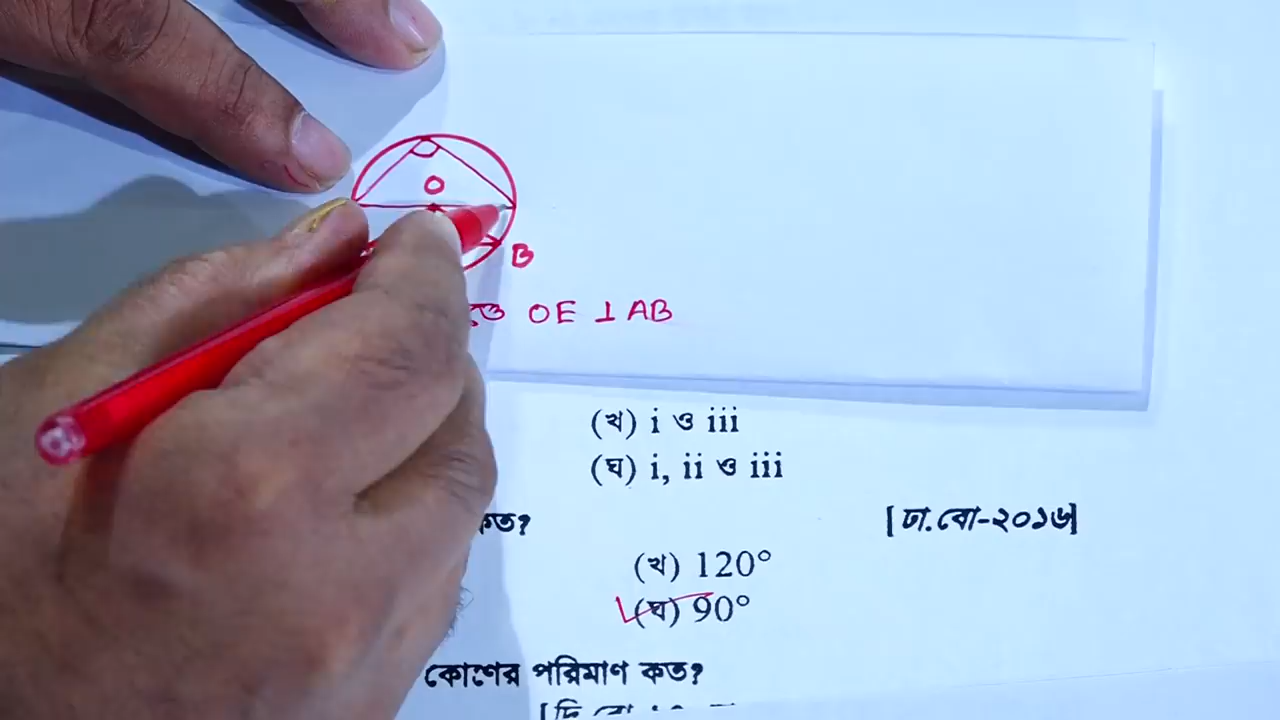 O
B
OE ⊥ AB
(খ) i ও iii
(ঘ) i, ii ও iii
কত? [ঢা.বো-২০১৬]
(খ) 120°
(ঘ) 90°
কোণের পরিমাণ কত?